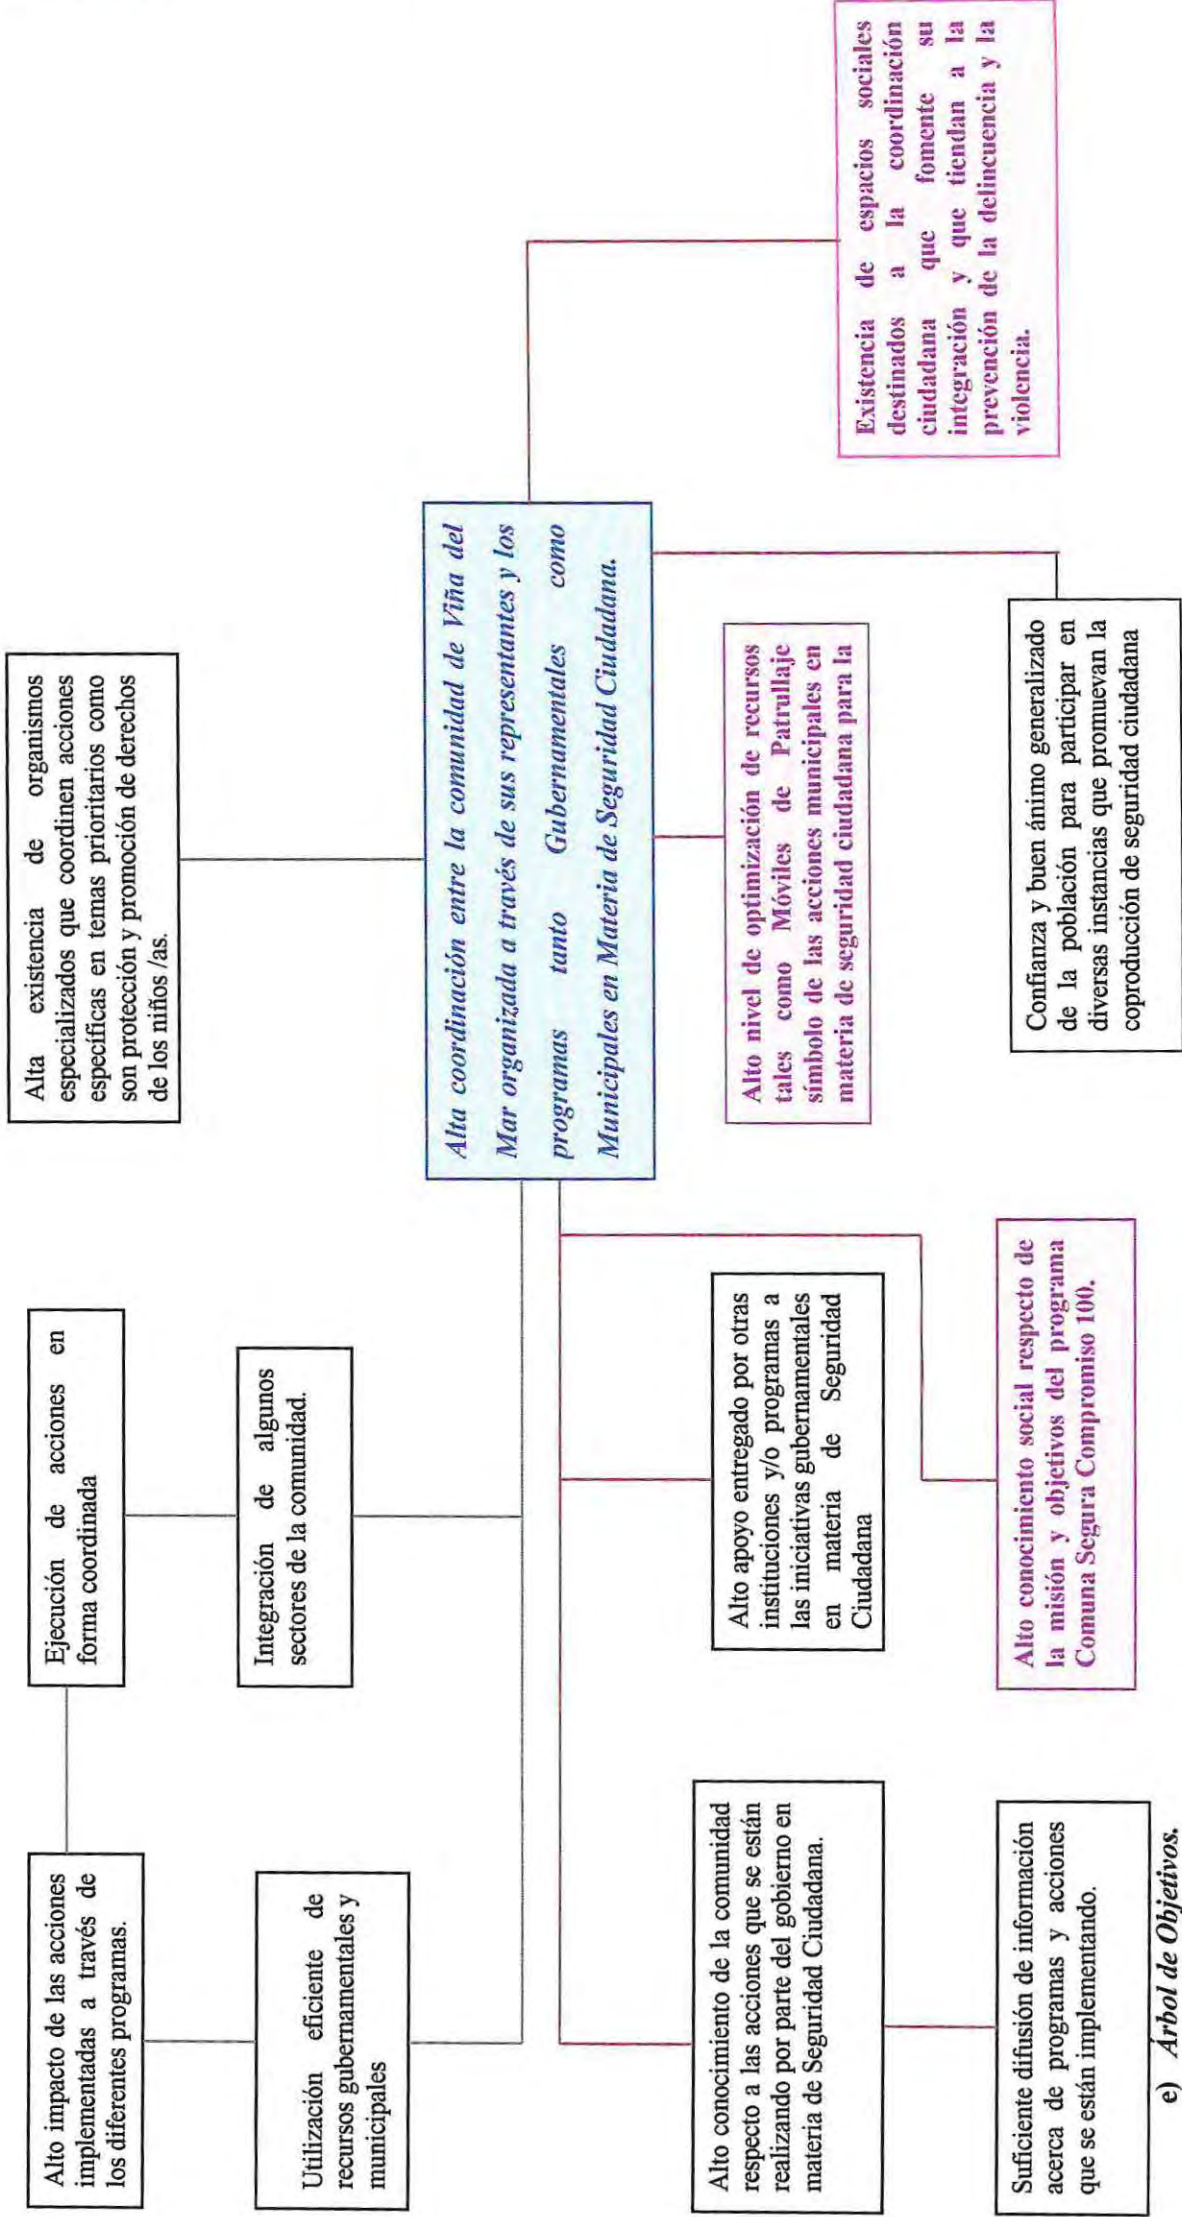 Alto impacto de las acciones
implementadas a través de
los diferentes programas.
Ejecución de acciones en
forma coordinada
Alta existencia de organismos
especializados que coordinen acciones
específicas en temas prioritarios como
son protección y promoción de derechos
de los niños /as.
Utilización eficiente de
recursos gubernamentales y
municipales
Integración de algunos
sectores de la comunidad.
Alta coordinación entre la comunidad de Viña del
Mar organizada a través de sus representantes y los
programas tanto Gubernamentales como
Municipales en Materia de Seguridad Ciudadana.
Alto conocimiento de la comunidad
respecto a las acciones que se están
realizando por parte del gobierno en
materia de Seguridad Ciudadana.
Alto apoyo entregado por otras
instituciones y/o programas a
las iniciativas gubernamentales
en materia de Seguridad
Ciudadana
Alto nivel de optimización de recursos
tales como Móviles de Patrullaje
símbolo de las acciones municipales en
materia de seguridad ciudadana para la
Existencia de espacios sociales
destinados a la coordinación
ciudadana que fomente su
integración y que tiendan a la
prevención de la delincuencia y la
violencia.
Suficiente difusión de información
acerca de programas y acciones
que se están implementando.
Alto conocimiento social respecto de
la misión y objetivos del programa
Comuna Segura Compromiso 100.
Confianza y buen ánimo generalizado
de la población para participar en
diversas instancias que promuevan la
coproducción de seguridad ciudadana
e) Árbol de Objetivos.